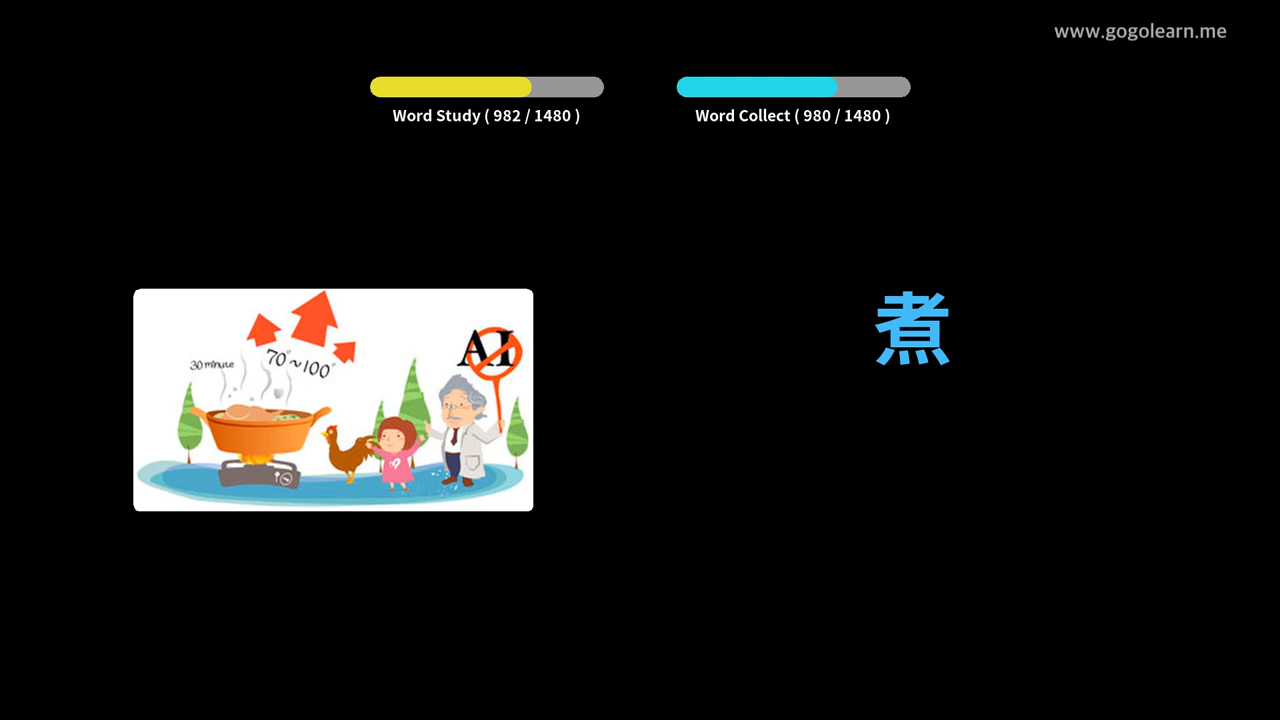 www.gogolearn.me
Word Study ( 982 / 1480 )
Word Collect ( 980 / 1480 )
煮
30 minute
70°~100°
AI